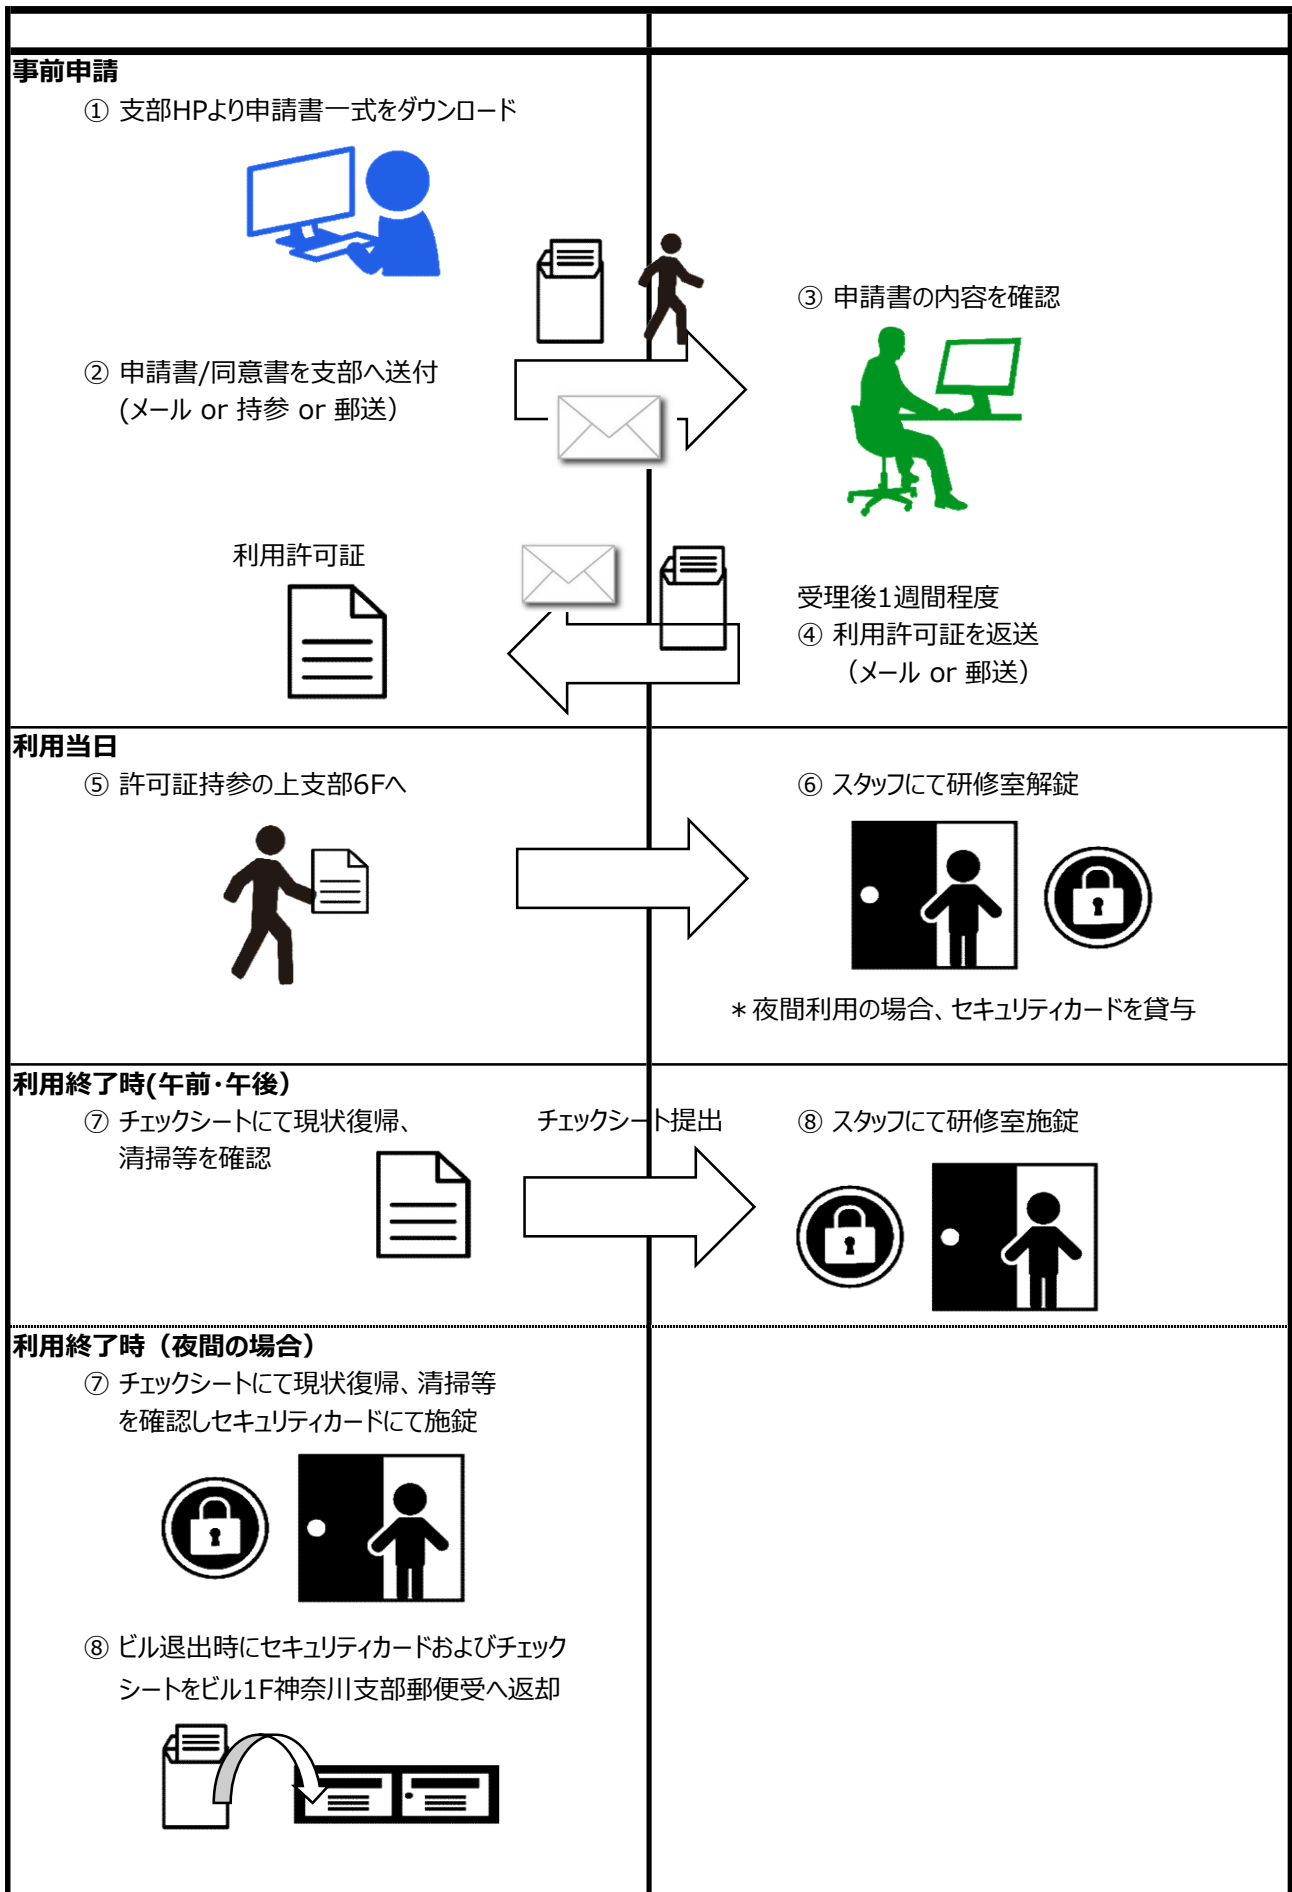 事前申請
① 支部HPより申請書一式をダウンロード
③ 申請書の内容を確認
② 申請書/同意書を支部へ送付
(メール or 持参 or 郵送）
利用許可証
受理後1週間程度
④ 利用許可証を返送
（メール or 郵送）
利用当日
⑤ 許可証持参の上支部6Fへ
⑥ スタッフにて研修室解錠
＊夜間利用の場合、セキュリティカードを貸与
利用終了時(午前・午後）
⑦ チェックシートにて現状復帰、
清掃等を確認
チェックシート提出
⑧ スタッフにて研修室施錠
利用終了時（夜間の場合）
⑦ チェックシートにて現状復帰、清掃等
を確認しセキュリティカードにて施錠
⑧ ビル退出時にセキュリティカードおよびチェック
シートをビル1F神奈川支部郵便受へ返却